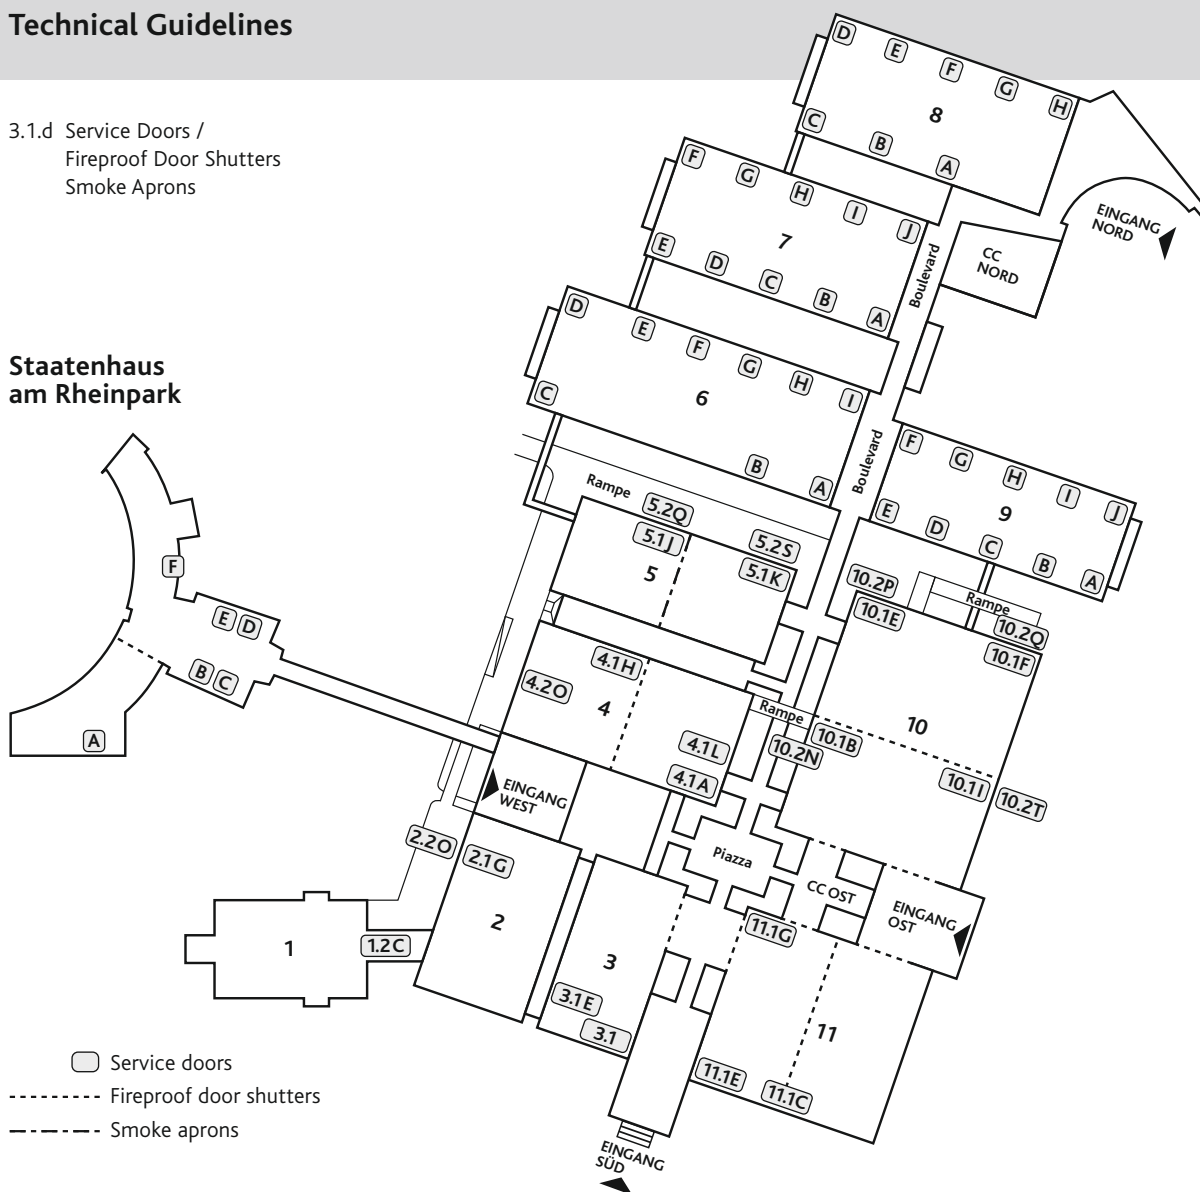 Technical Guidelines
3.1.d Service Doors /
Fireproof Door Shutters
Smoke Aprons
D E F G H
8
C B A
F G H I J
7
E D C B A
EINGANG
NORD
CC
NORD
Boulevard
D E F G H I
6
C B A
Boulevard
F G H I J
9
E D C B A
Staatenhaus
am Rheinpark
F
E D
B C
A
Rampe
5.2Q
5.1J
5.2S
5
5.1K
10.2P
10.1E
Rampe
10.2Q
10.1F
4.1H
4.2O
4
4.1L
4.1A
Rampe
10.2N
10.1B
10
10.1I
10.2T
EINGANG
WEST
2.2O
2.1G
2
Piazza
CC OST
EINGANG
OST
1
1.2C
3
3.1E
3.1
11.1G
11
11.1E
11.1C
EINGANG
SÜD
Service doors
Fireproof door shutters
Smoke aprons